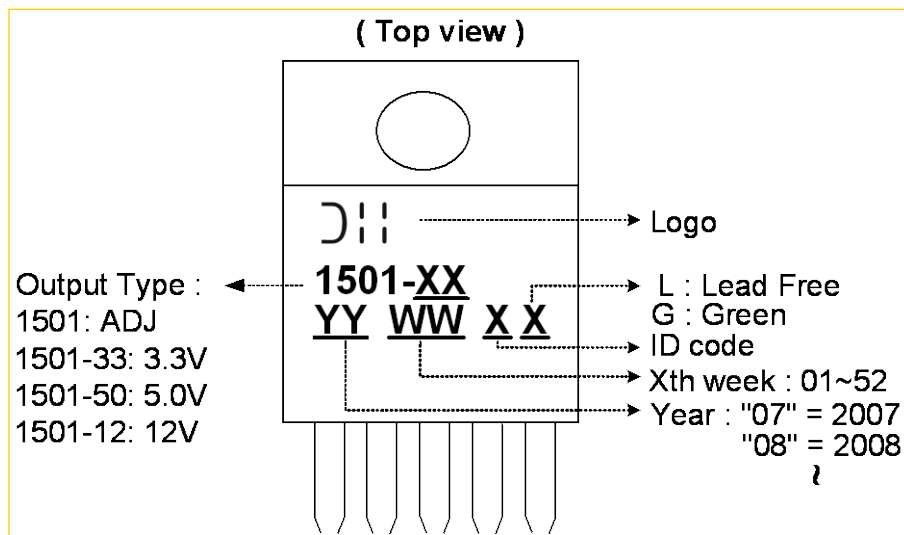 ( Top view )
Logo
Output Type :
1501: ADJ
1501-33: 3.3V
1501-50: 5.0V
1501-12: 12V
1501-XX
YY WW X X
L : Lead Free
G : Green
ID code
Xth week : 01~52
Year : "07" = 2007
"08" = 2008
~